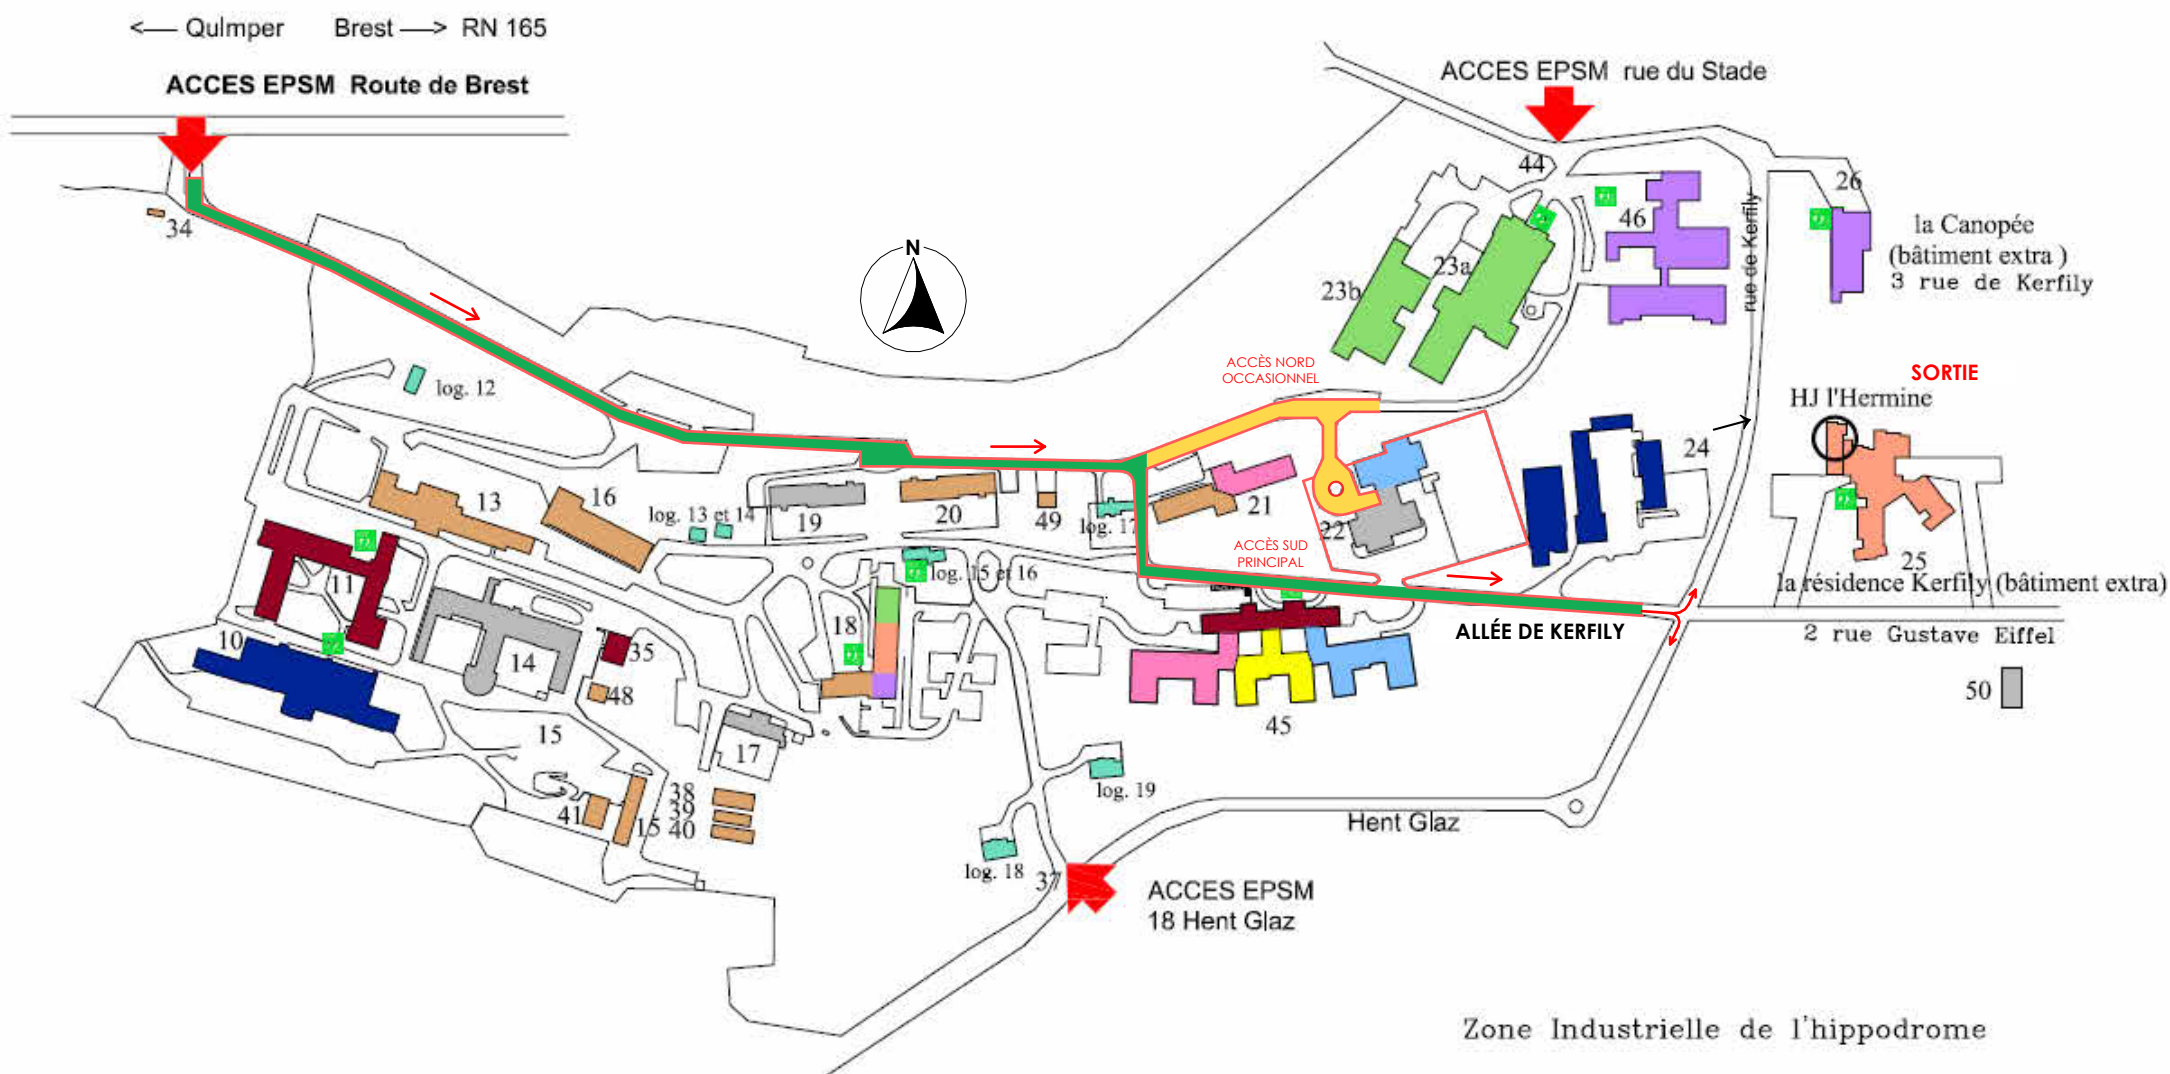 <— QuImper Brest —> RN 165
ACCES EPSM Route de Brest
ACCES EPSM rue du Stade
34
44
46
26
rue de Kerfily
la Canopée
(bâtiment extra )
3 rue de Kerfily
N
23a
23b
ACCÈS NORD
OCCASIONNEL
SORTIE
HJ l'Hermine
log. 12
24
13
16
log. 13 et 14
19
20
49
log. 17
21
22
ACCÈS SUD
PRINCIPAL
25
la résidence Kerfily (bâtiment extra)
2 rue Gustave Eiffel
50
ALLÉE DE KERFILY
11
log. 15 et 16
10
14
35
48
18
15
17
45
38
39
40
41
15
log. 19
log. 18
37
Hent Glaz
ACCES EPSM
18 Hent Glaz
Zone Industrielle de l'hippodrome